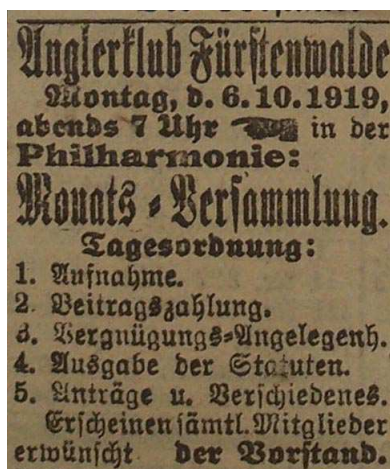 Anglerklub Fürstenwalde
Montag, d. 6. 10. 1919,
abends 7 Uhr in der
Philharmonie:
Monats-Versammlung.
Tagesordnung:
1. Aufnahme.
2. Beitragszahlung.
3. Vergnügungs-Angelegenh.
4. Ausgabe der Statuten.
5. Anträge u. Verschiedenes.
Erscheinen sämtl. Mitglieder
erwünscht der Vorstand.